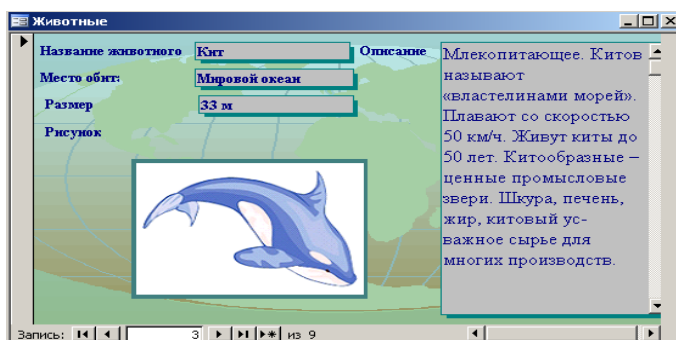 Животные
Название животного Кит Описание
Место обит: Мировой океан
Размер 33 м
Рисунок
Млекопитающее. Китов
называют
«властелинами морей».
Плавают со скоростью
50 км/ч. Живут киты до
50 лет. Китообразные –
ценные промысловые
звери. Шкура, печень,
жир, китовый ус-
важное сырье для
многих производств.
Запись: 3 из 9